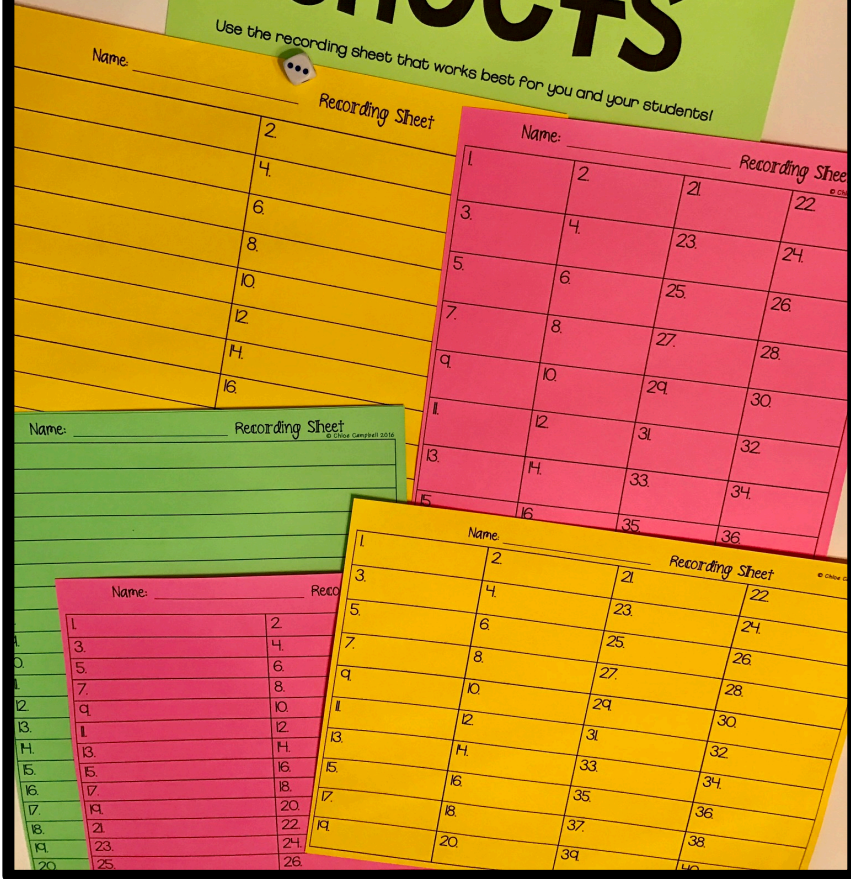 Use the recording sheet that works best for you and your students!
Name: Recording Sheet
2.
4.
6.
8.
10.
12.
14.
16.
Name: Recording Shee
© Chl
1. 2. 21. 22.
3. 4. 23. 24.
5. 6. 25. 26.
7. 8. 27. 28.
9. 10. 29. 30.
11. 12. 31. 32.
13. 14. 33. 34.
15. 16. 35. 36.
Name: Recording Sheet
© Chloe Campbell 2016
12.
13.
14.
15.
16.
17.
18.
19.
20.
Name: Reco
1. 2.
3. 4.
5. 6.
7. 8.
9. 10.
11. 12.
13. 14.
15. 16.
17. 18.
19. 20.
21. 22.
23. 24.
25. 26.
Name: Recording Sheet
© Chloe C
1. 2. 21. 22.
3. 4. 23. 24.
5. 6. 25. 26.
7. 8. 27. 28.
9. 10. 29. 30.
11. 12. 31. 32.
13. 14. 33. 34.
15. 16. 35. 36.
17. 18. 37. 38.
19. 20. 39. 40.